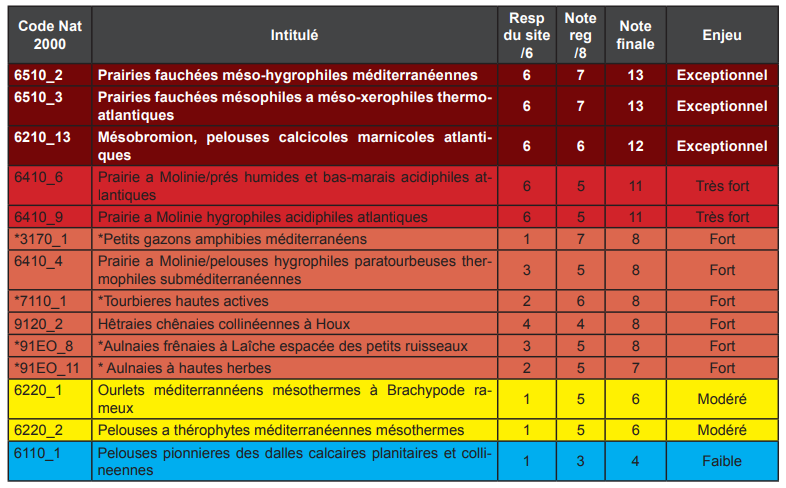 Code Nat 2000 Intitulé Resp du site /6 Note reg /8 Note finale Enjeu
6510_2 Prairies fauchées méso-hygrophiles méditerranéennes 6 7 13 Exceptionnel
6510_3 Prairies fauchées mésophiles a méso-xerophiles thermo-
atlantiques 6 7 13 Exceptionnel
6210_13 Mésobromion, pelouses calcicoles marnicoles atlanti-
ques 6 6 12 Exceptionnel
6410_6 Prairie a Molinie/prés humides et bas-marais acidiphiles at-
lantiques 6 5 11 Très fort
6410_9 Prairie a Molinie hygrophiles acidiphiles atlantiques 6 5 11 Très fort
*3170_1 *Petits gazons amphibies méditerranéens 1 7 8 Fort
6410_4 Prairie a Molinie/pelouses hygrophiles paratourbeuses ther-
mophiles subméditerranéennes 3 5 8 Fort
*7110_1 *Tourbieres hautes actives 2 6 8 Fort
9120_2 Hêtraies chênaies collinéennes à Houx 4 4 8 Fort
*91EO_8 *Aulnaies frênaies à Laîche espacée des petits ruisseaux 3 5 8 Fort
*91EO_11 * Aulnaies à hautes herbes 2 5 7 Fort
6220_1 Ourlets méditerrannéens mésothermes à Brachypode ra-
meux 1 5 6 Modéré
6220_2 Pelouses a thérophytes méditerranéennes mésothermes 1 5 6 Modéré
6110_1 Pelouses pionnieres des dalles calcaires planitaires et colli-
neennes 1 3 4 Faible